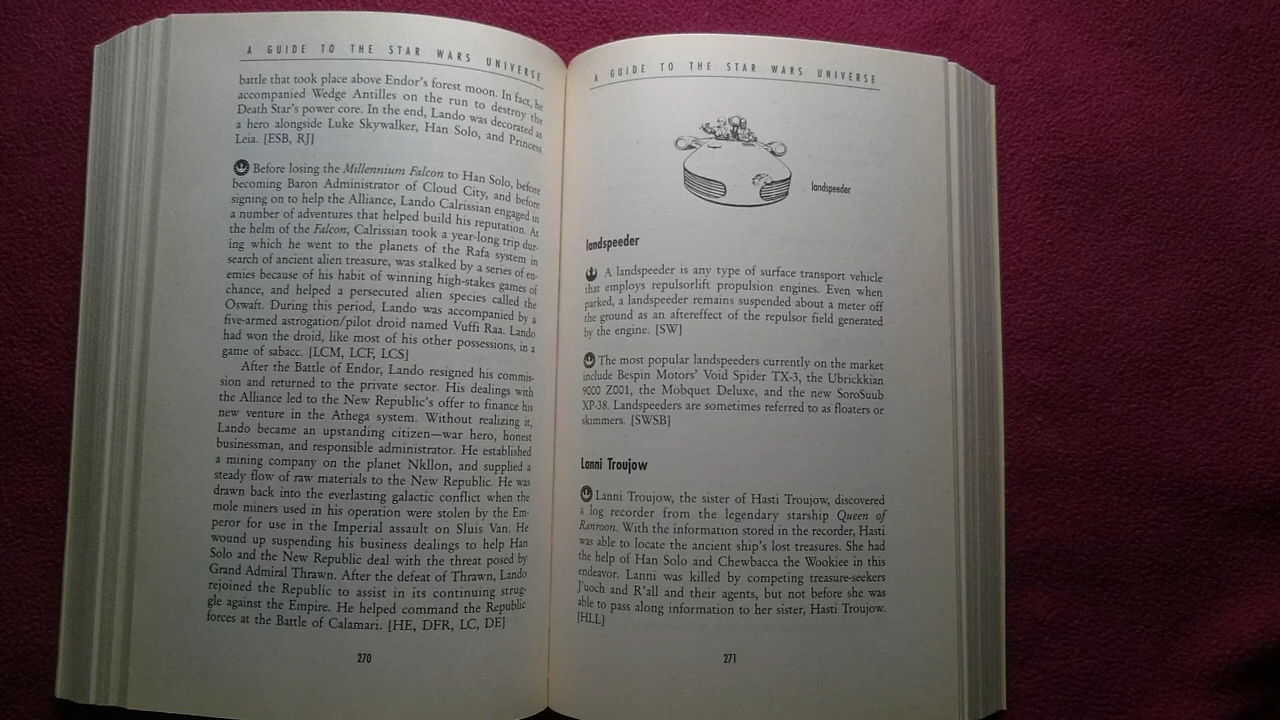 A GUIDE TO THE STAR WARS UNIVERSE
battle that took place above Endor's forest moon. In fact, he
accompanied Wedge Antilles on the run to destroy the
Death Star's power core. In the end, Lando was decorated as
a hero alongside Luke Skywalker, Han Solo, and Princess
Leia. [ESB, RJ]
Before losing the Millennium Falcon to Han Solo, before
becoming Baron Administrator of Cloud City, and before
signing on to help the Alliance, Lando Calrissian engaged in
a number of adventures that helped build his reputation. At
the helm of the Falcon, Calrissian took a year-long trip dur-
ing which he went to the planets of the Rafa system in
search of ancient alien treasure, was stalked by a series of en-
emies because of his habit of winning high-stakes games of
chance, and helped a persecuted alien species called the
Oswaft. During this period, Lando was accompanied by a
five-armed astrogation/pilot droid named Vuffi Raa. Lando
had won the droid, like most of his other possessions, in a
game of sabacc. [LCM, LCF, LCS]
After the Battle of Endor, Lando resigned his commis-
sion and returned to the private sector. His dealings with
the Alliance led to the New Republic's offer to finance his
new venture in the Athega system. Without realizing it,
Lando became an upstanding citizen—war hero, honest
businessman, and responsible administrator. He established
a mining company on the planet Nkllon, and supplied a
steady flow of raw materials to the New Republic. He was
drawn back into the everlasting galactic conflict when the
mole miners used in his operation were stolen by the Em-
peror for use in the Imperial assault on Sluis Van. He
wound up suspending his business dealings to help Han
Solo and the New Republic deal with the threat posed by
Grand Admiral Thrawn. After the defeat of Thrawn, Lando
rejoined the Republic to assist in its continuing strug-
gle against the Empire. He helped command the Republic
forces at the Battle of Calamari. [HE, DFR, LC, DE]
270
A GUIDE TO THE STAR WARS UNIVERSE
landspeeder
landspeeder
A landspeeder is any type of surface transport vehicle
that employs repulsorlift propulsion engines. Even when
parked, a landspeeder remains suspended about a meter off
the ground as an aftereffect of the repulsor field generated
by the engine. [SW]
The most popular landspeeders currently on the market
include Bespin Motors' Void Spider TX-3, the Ubrickkian
9000 Z001, the Mobquet Deluxe, and the new SoroSuub
XP-38. Landspeeders are sometimes referred to as floaters or
skimmers. [SWSB]
Lanni Troujow
Lanni Troujow, the sister of Hasti Troujow, discovered
a log recorder from the legendary starship Queen of
Ranroon. With the information stored in the recorder, Hasti
was able to locate the ancient ship's lost treasures. She had
the help of Han Solo and Chewbacca the Wookiee in this
endeavor. Lanni was killed by competing treasure-seekers
J'uoch and R'all and their agents, but not before she was
able to pass along information to her sister, Hasti Troujow.
[HLL]
271